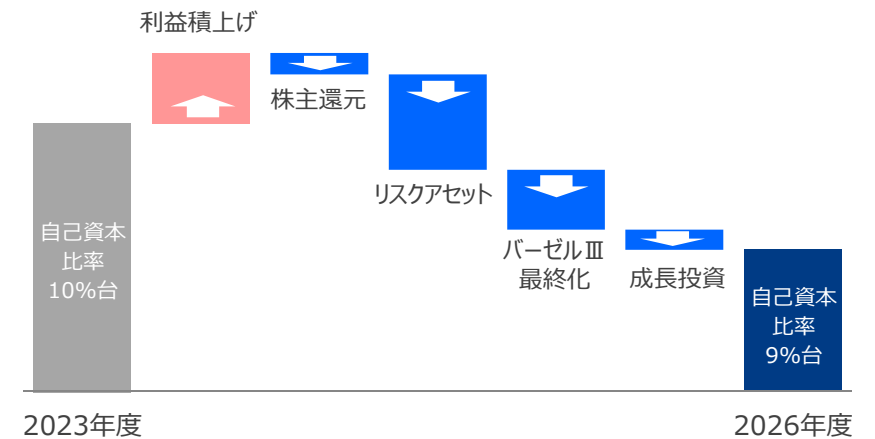 利益積上げ
株主還元
リスクアセット
バーゼルⅢ
最終化
成長投資
自己資本
比率
10%台
自己資本
比率
9%台
2023年度
2026年度